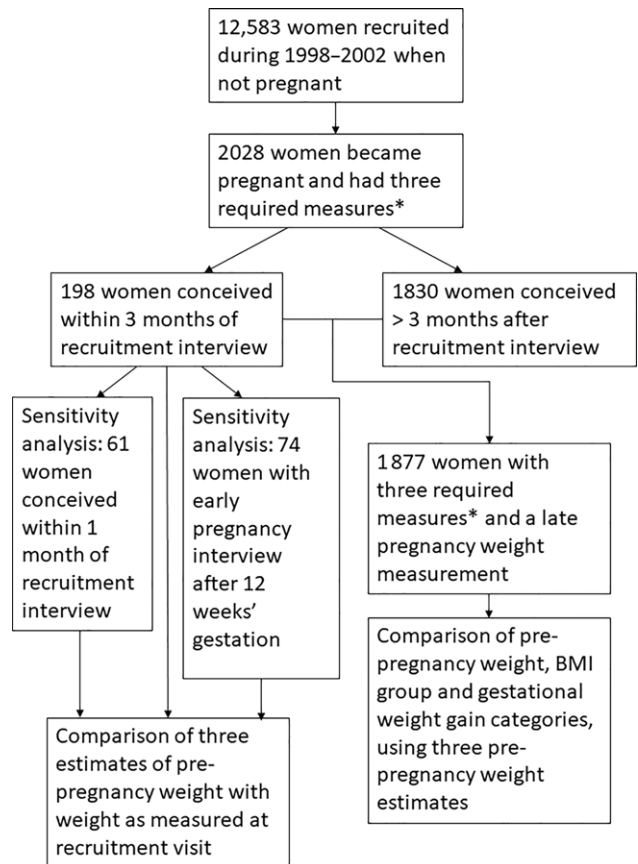 12,583 women recruited
during 1998–2002 when
not pregnant
2028 women became
pregnant and had three
required measures*
198 women conceived
within 3 months of
recruitment interview
1830 women conceived
> 3 months after
recruitment interview
Sensitivity
analysis: 61
women
conceived
within 1
month of
recruitment
interview
Sensitivity
analysis: 74
women with
early
pregnancy
interview
after 12
weeks'
gestation
1877 women with
three required
measures* and a late
pregnancy weight
measurement
Comparison of three
estimates of pre-
pregnancy weight with
weight as measured at
recruitment visit
Comparison of pre-
pregnancy weight, BMI
group and gestational
weight gain categories,
using three pre-
pregnancy weight
estimates